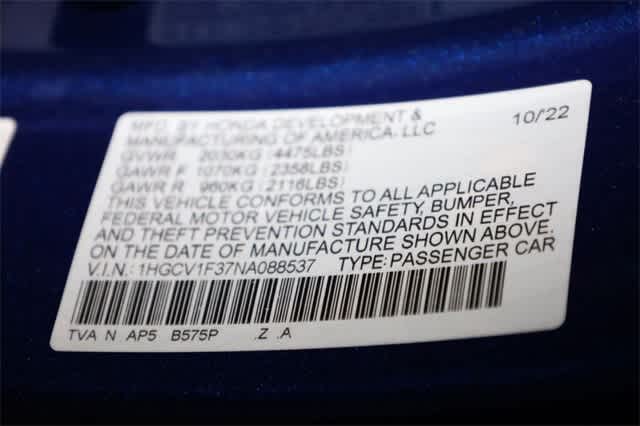 MFD. BY HONDA DEVELOPMENT & 10/'22
MANUFACTURING OF AMERICA, LLC
GVWR 2030KG (4475LBS)
GAWR F 1070KG (2358LBS)
GAWR R 960KG (2116LBS)
THIS VEHICLE CONFORMS TO ALL APPLICABLE
FEDERAL MOTOR VEHICLE SAFETY, BUMPER,
AND THEFT PREVENTION STANDARDS IN EFFECT
ON THE DATE OF MANUFACTURE SHOWN ABOVE.
V.I.N.: 1HGCV1F37NA088537 TYPE: PASSENGER CAR
TVA N AP5 B575P .Z .A